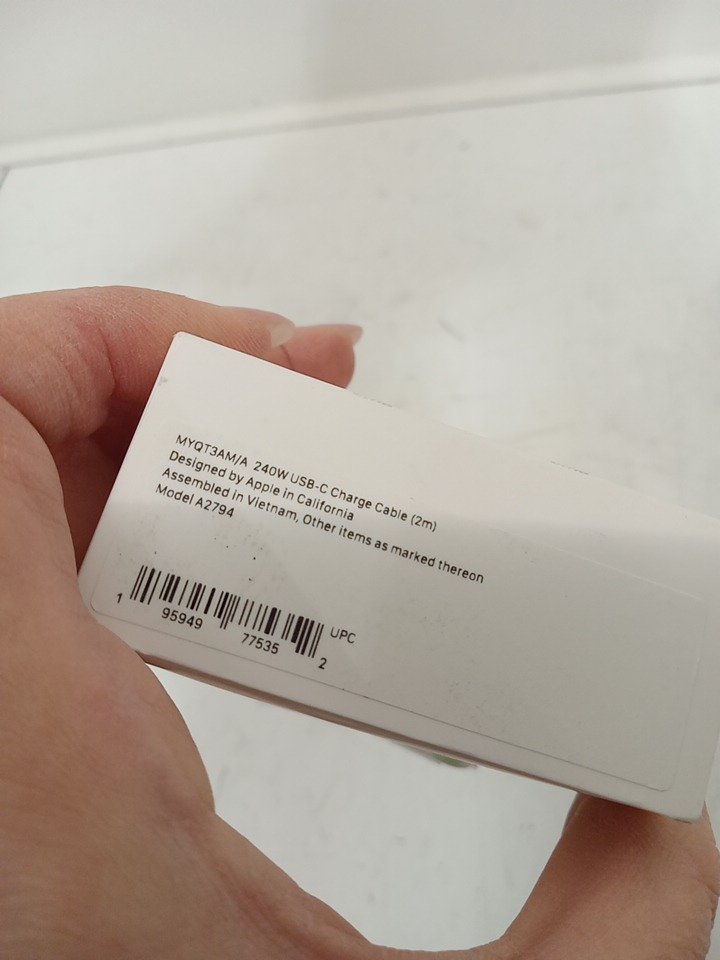 MYQT3AM/A 240W USB-C Charge Cable (2m)
Designed by Apple in California
Assembled in Vietnam, Other items as marked thereon
Model A2794
1 95949 77535 2 UPC